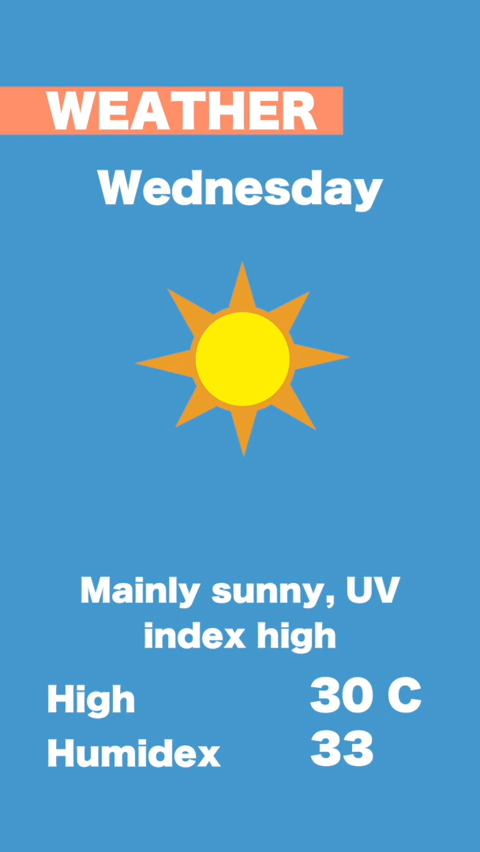 WEATHER
Wednesday
Mainly sunny, UV
index high
High 30 C
Humidex 33